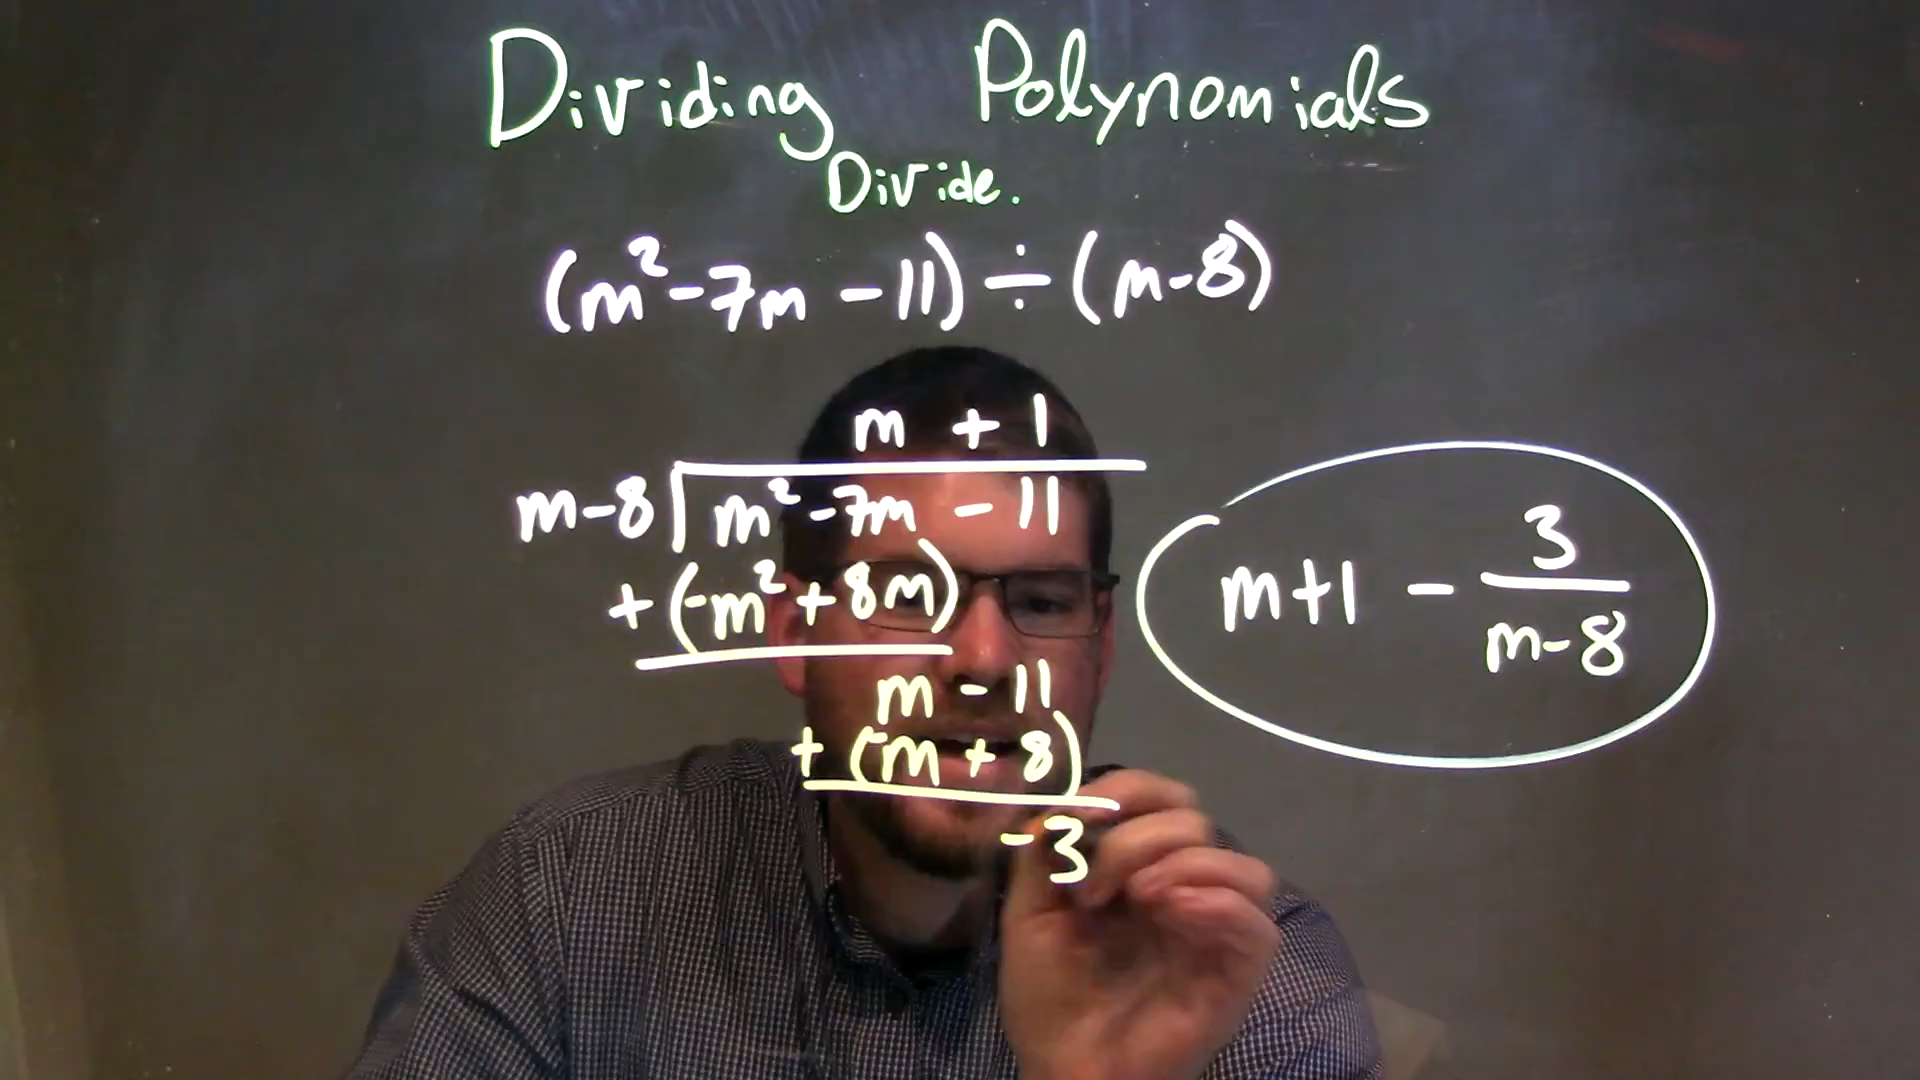 Dividing Polynomials
Divide.
(m²-7m -11) ÷ (m-8)
m + 1
m-8 m²-7m - 11
+ (-m²+8m)
m - 11
+ (-m + 8)
-3
m+1 - 3/(m-8)